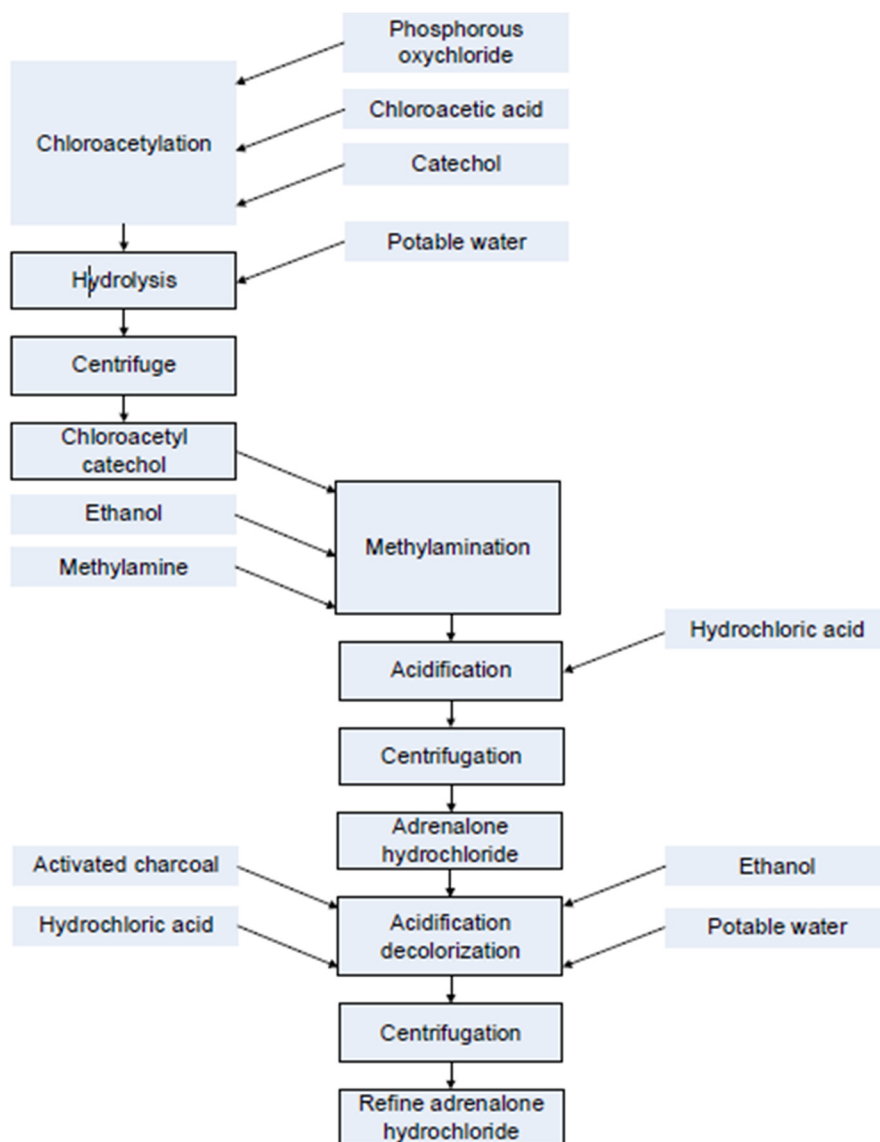 Phosphorous
oxychloride
Chloroacetylation
Chloroacetic acid
Catechol
Potable water
Hydrolysis
Centrifuge
Chloroacetyl
catechol
Ethanol
Methylamine
Methylamination
Hydrochloric acid
Acidification
Centrifugation
Adrenalone
hydrochloride
Activated charcoal
Ethanol
Hydrochloric acid
Acidification
decolorization
Potable water
Centrifugation
Refine adrenalone
hydrochloride